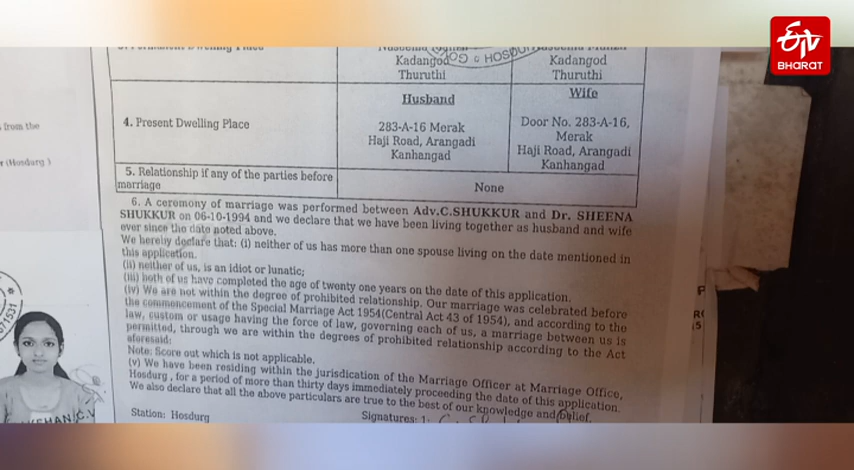 ETV
BHARAT
HOSDU
Kadangod
Thuruthi
Kadangod
Thuruthi
Husband
Wife
4. Present Dwelling Place
283-A-16 Merak
Haji Road, Arangadi
Kanhangad
Door No. 283-A-16,
Merak
Haji Road, Arangadi
Kanhangad
5. Relationship if any of the parties before
marriage
None
6. A ceremony of marriage was performed between Adv.C.SHUKKUR and Dr. SHEENA
SHUKKUR on 06-10-1994 and we declare that we have been living together as husband and wife
ever since the date noted above.
We hereby declare that: (i) neither of us has more than one spouse living on the date mentioned in
this application.
(ii) neither of us, is an idiot or lunatic;
(iii) both of us have completed the age of twenty one years on the date of this application.
(iv) We are not within the degree of prohibited relationship. Our marriage was celebrated before
the commencement of the Special Marriage Act 1954(Central Act 43 of 1954), and according to the
law, custom or usage having the force of law, governing each of us, a marriage between us is
permitted, through we are within the degrees of prohibited relationship according to the Act
aforesaid:
Note: Score out which is not applicable.
(v) We have been residing within the jurisdication of the Marriage Officer at Marriage Office,
Hosdurg , for a period of more than thirty days immediately proceeding the date of this application.
We also declare that all the above particulars are true to the best of our knowledge and belief.
Station: Hosdurg
Signatures: 1-
from the
r (Hosdurg )